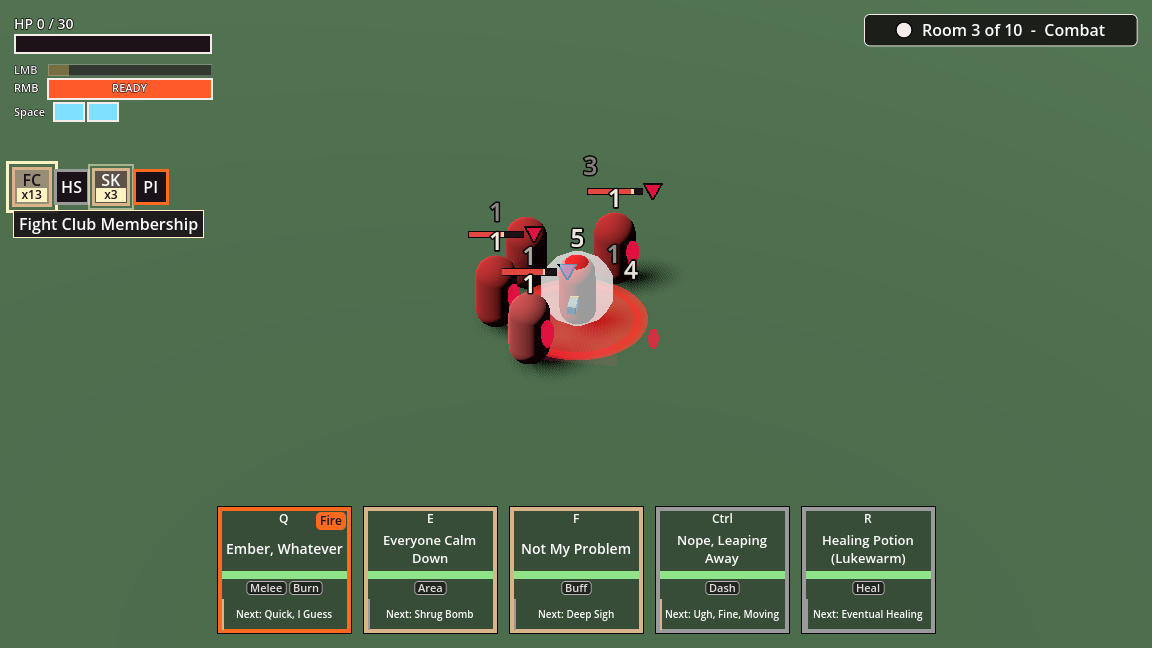 HP 0 / 30
Room 3 of 10 - Combat
LMB
RMB READY
Space
FC x13
HS
SK x3
PI
Fight Club Membership
3
1
1
1
1
5
1
1
4
1
Q Fire
Ember, Whatever
Melee Burn
Next: Quick, I Guess
E
Everyone Calm
Down
Area
Next: Shrug Bomb
F
Not My Problem
Buff
Next: Deep Sigh
Ctrl
Nope, Leaping
Away
Dash
Next: Ugh, Fine, Moving
R
Healing Potion
(Lukewarm)
Heal
Next: Eventual Healing